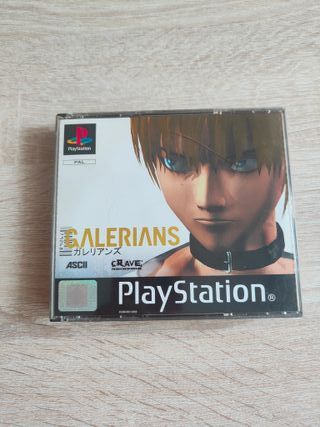 PlayStation
PAL
GALERIANS
ガレリアンズ
ASCII
CRAVE
PlayStation®